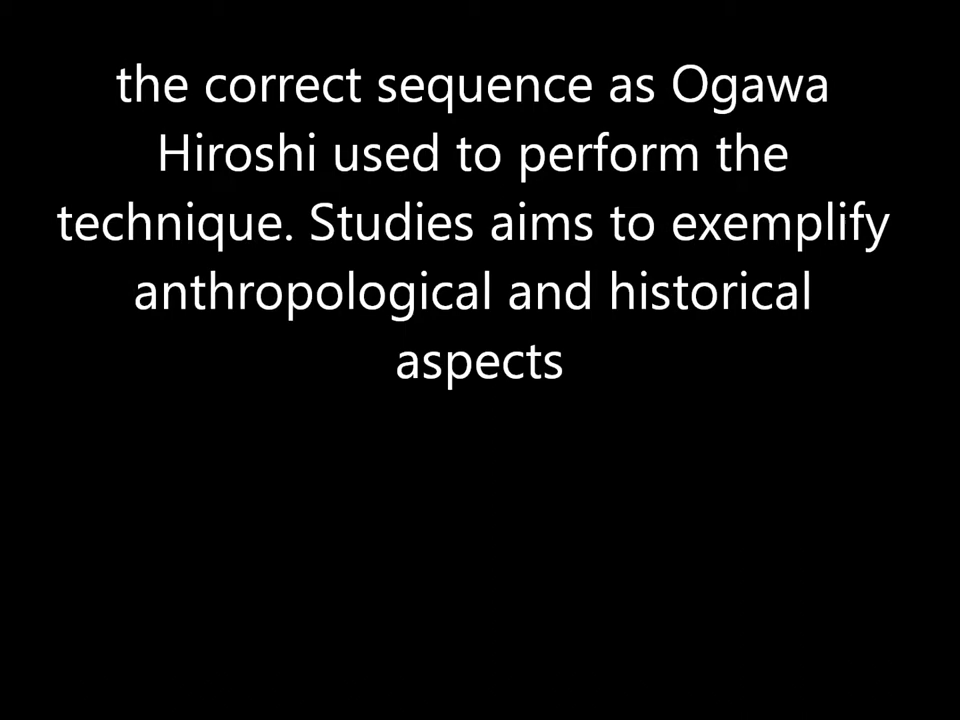 the correct sequence as Ogawa
Hiroshi used to perform the
technique. Studies aims to exemplify
anthropological and historical
aspects